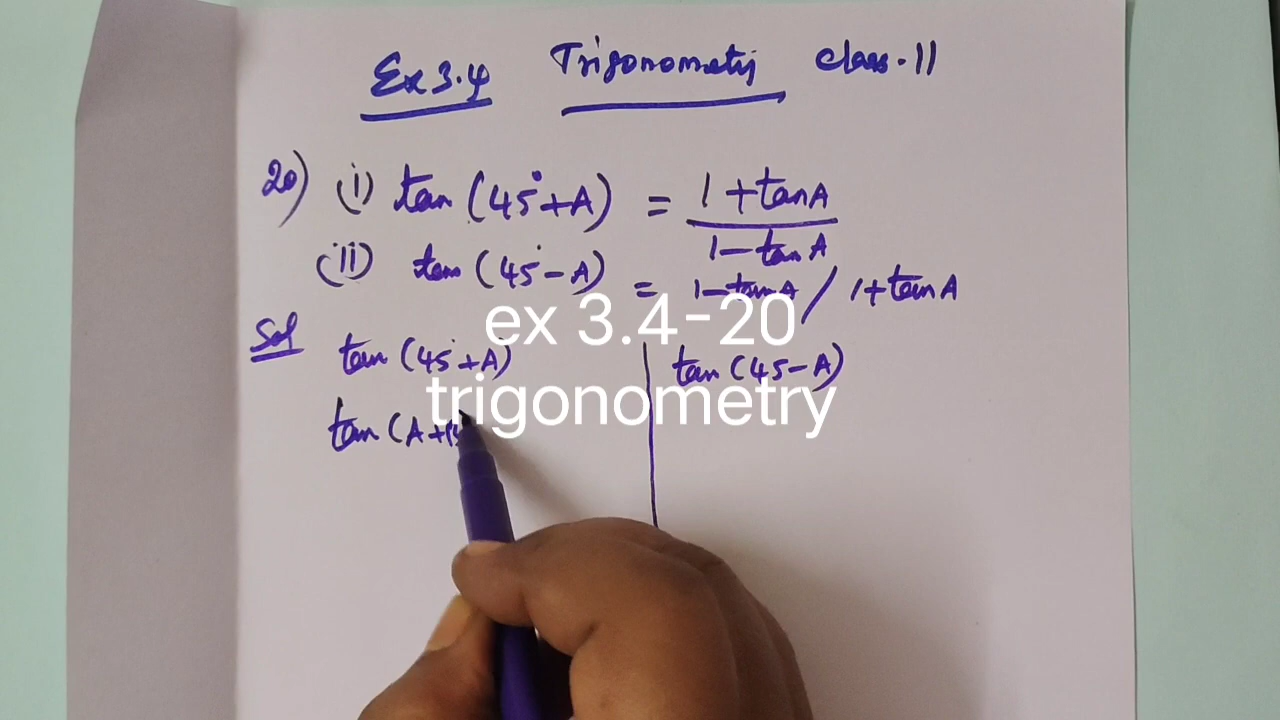 Ex 3.4 Trigonometry class.11
20) (i) tan (45°+A) = 1+tanA / 1-tanA
(ii) tan (45°-A) = 1-tanA / 1+tanA
ex 3.4-20
Sol tan (45°+A) tan (45-A)
trigonometry
tan (A+B